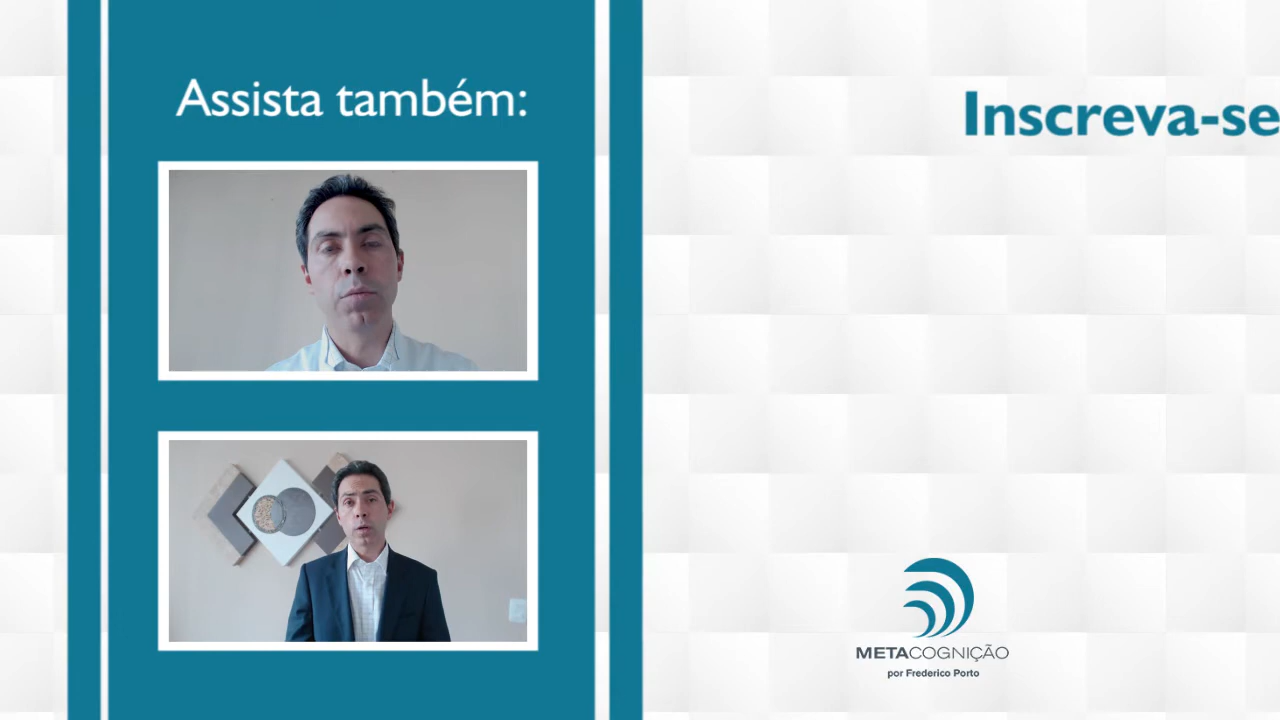 Assista também:
Inscreva-se
METACOGNIÇÃO
por Frederico Porto